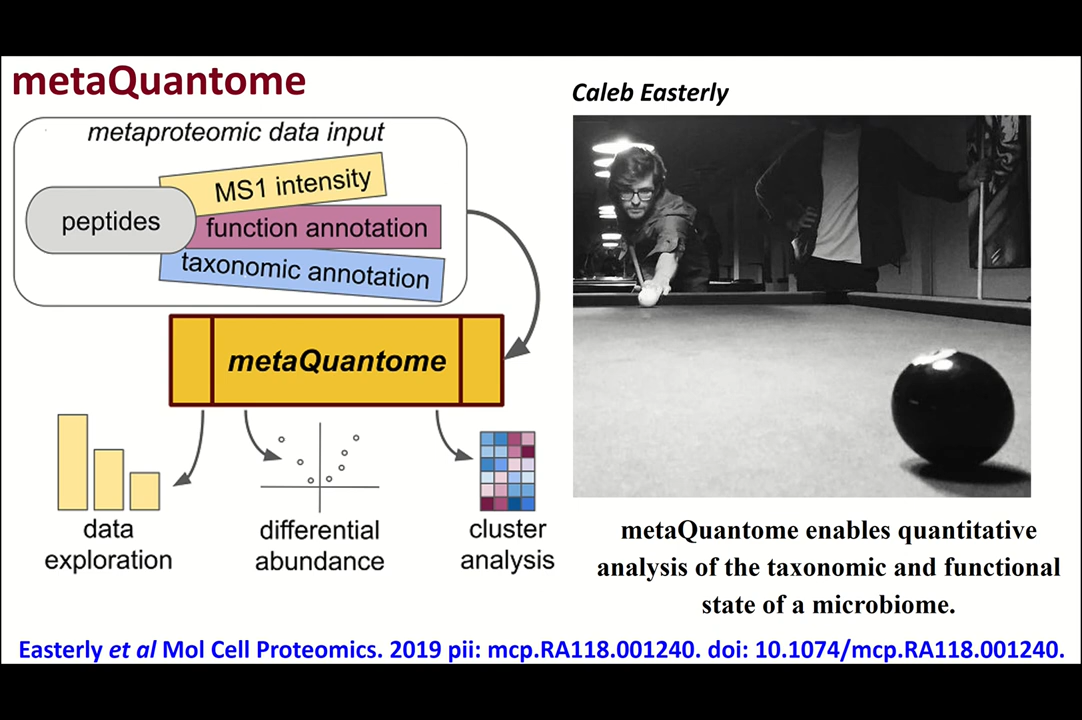 metaQuantome
metaproteomic data input
MS1 intensity
peptides
function annotation
taxonomic annotation
metaQuantome
data
exploration
differential
abundance
cluster
analysis
Caleb Easterly
metaQuantome enables quantitative
analysis of the taxonomic and functional
state of a microbiome.
Easterly et al Mol Cell Proteomics. 2019 pii: mcp.RA118.001240. doi: 10.1074/mcp.RA118.001240.